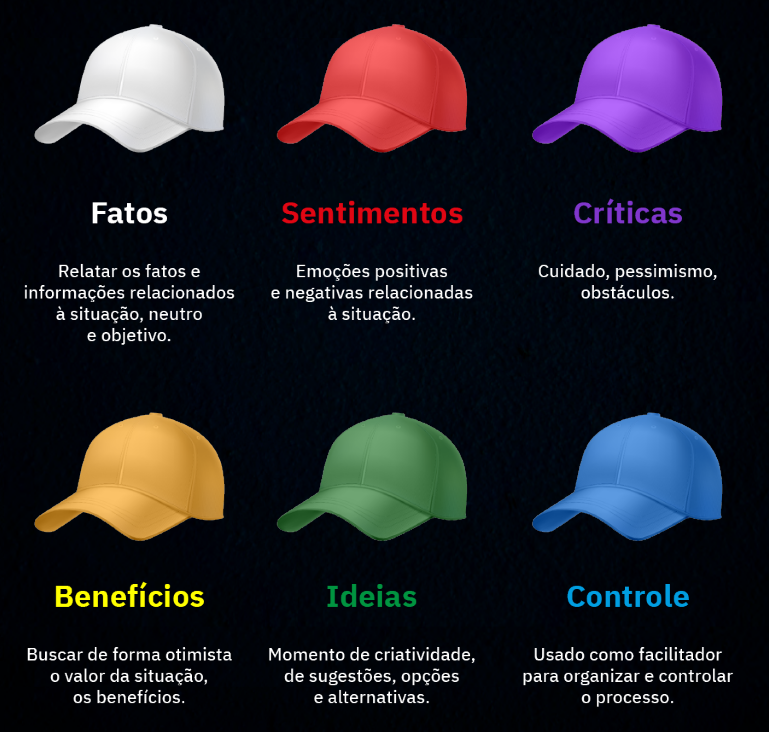 Fatos
Relatar os fatos e
informações relacionados
à situação, neutro
e objetivo.
Sentimentos
Emoções positivas
e negativas relacionadas
à situação.
Críticas
Cuidado, pessimismo,
obstáculos.
Benefícios
Buscar de forma otimista
o valor da situação,
os benefícios.
Ideias
Momento de criatividade,
de sugestões, opções
e alternativas.
Controle
Usado como facilitador
para organizar e controlar
o processo.